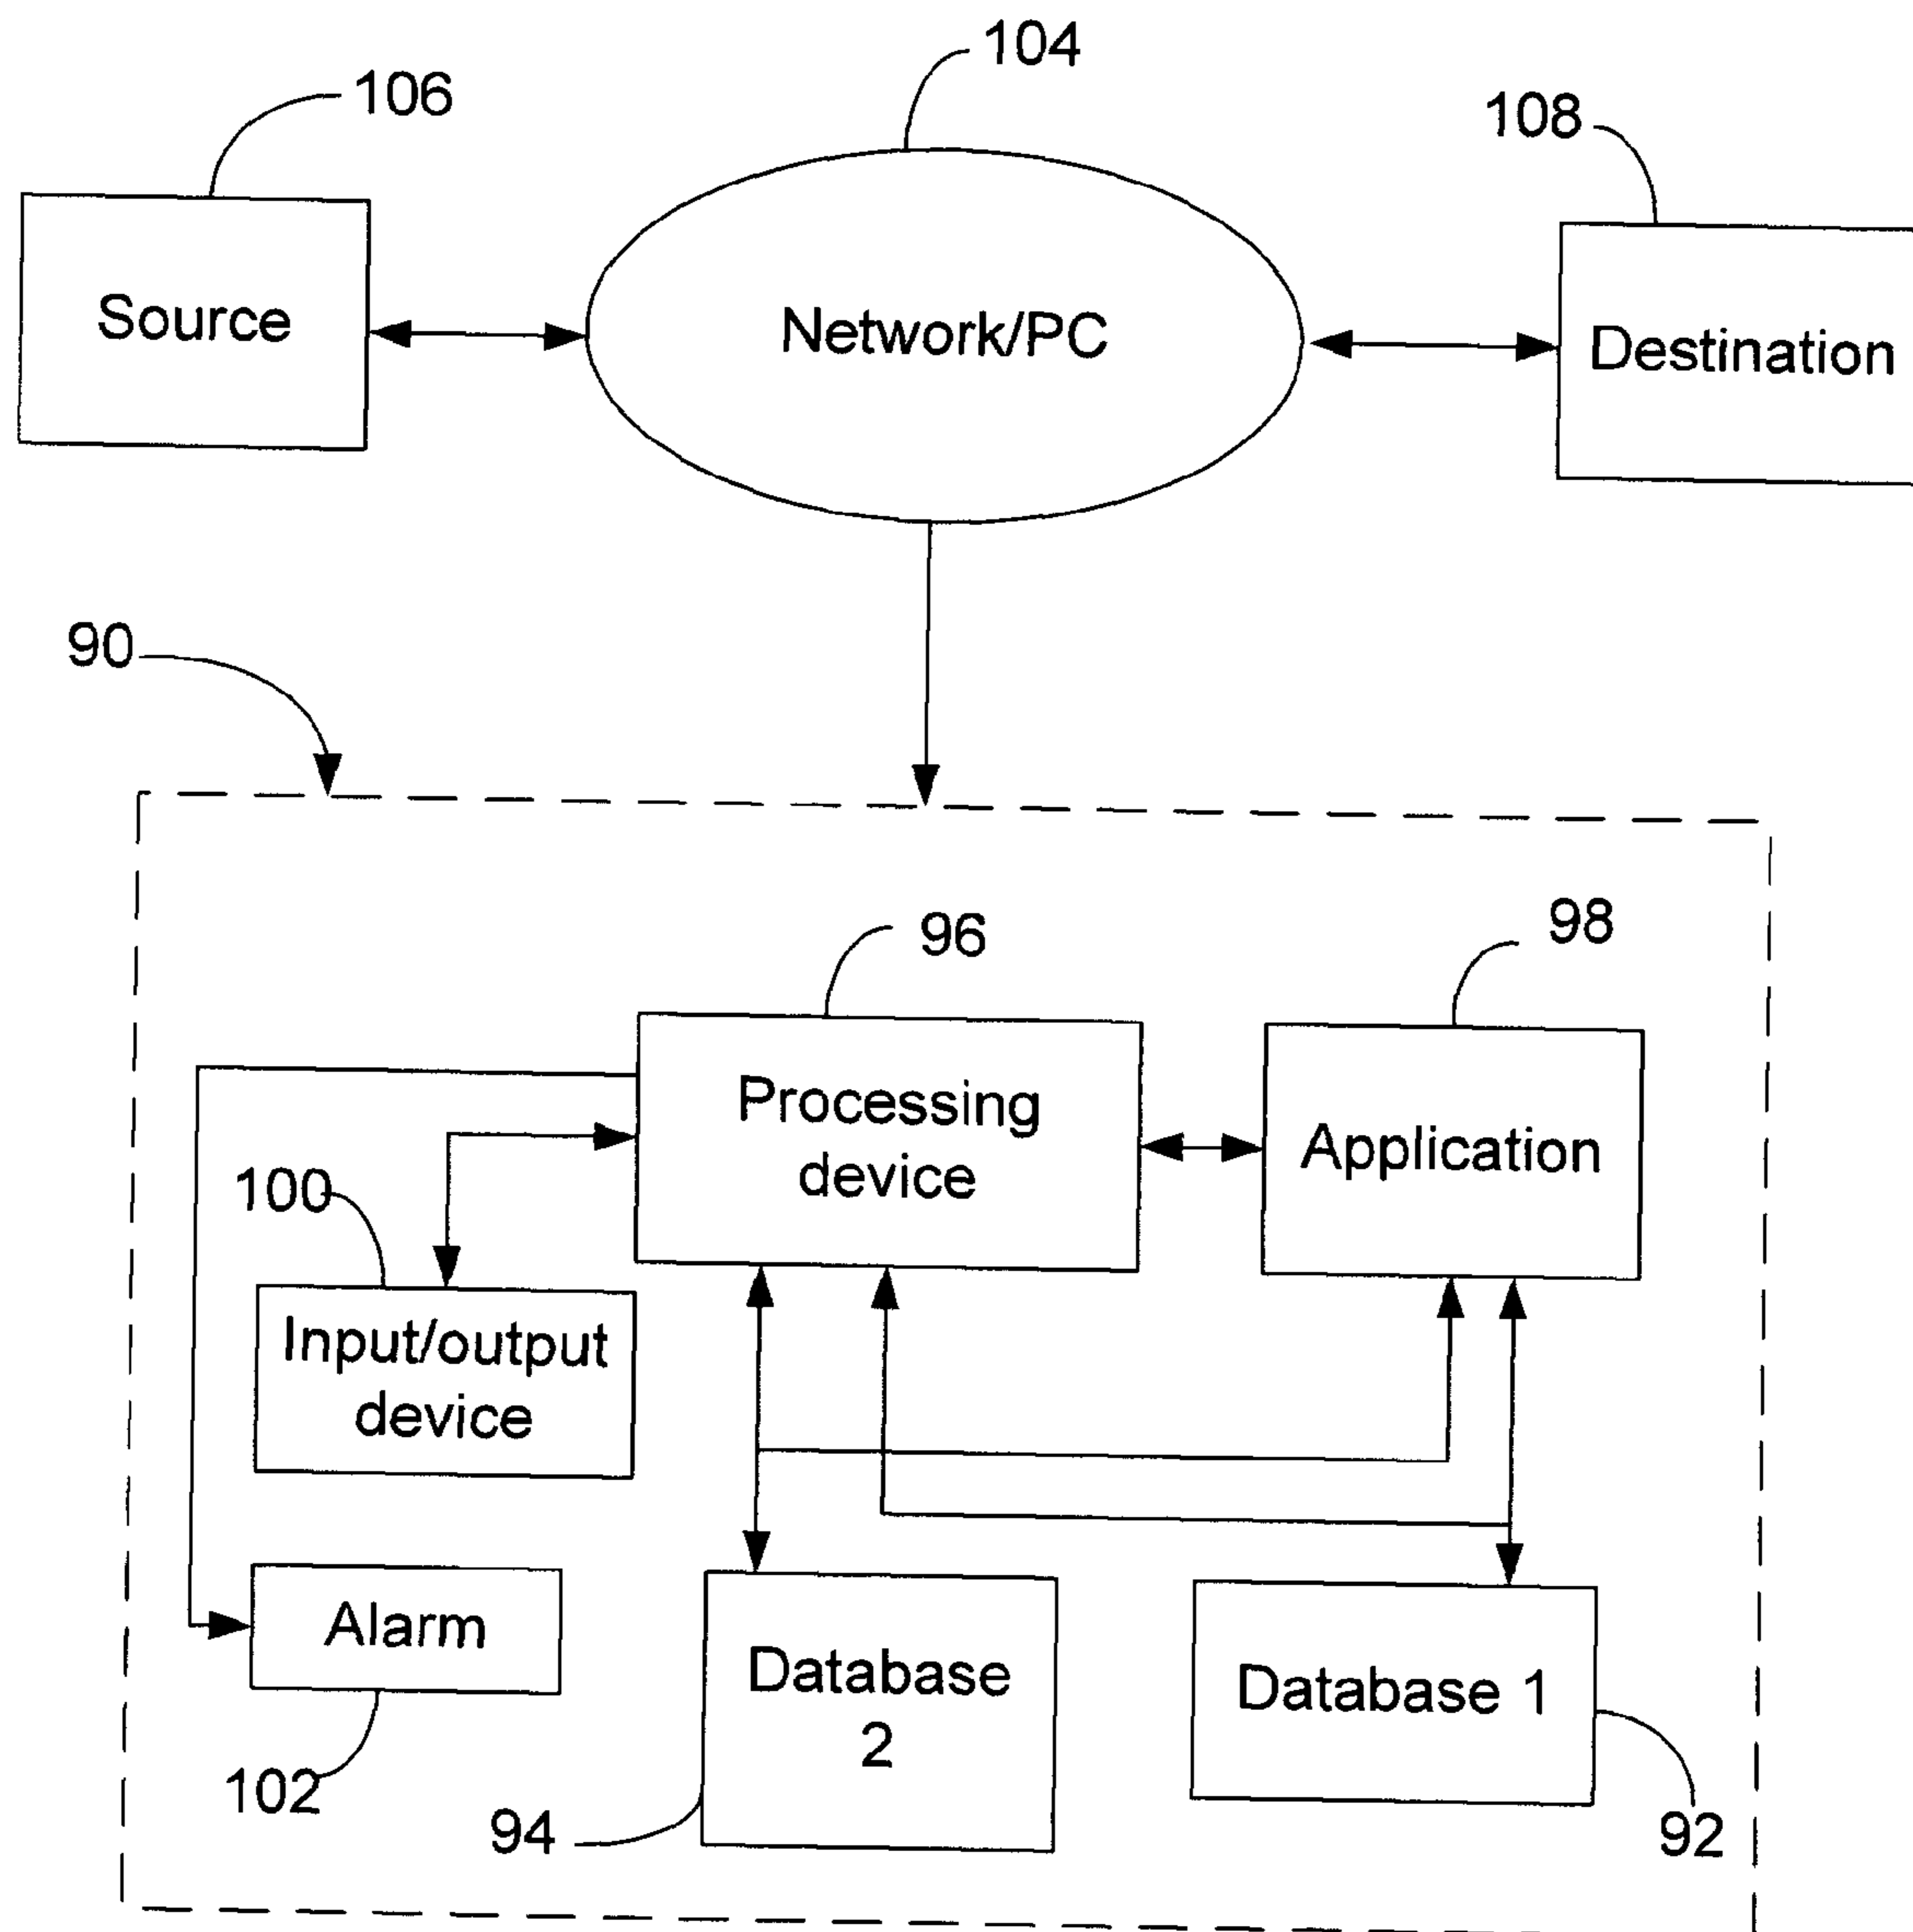 104
106
108
Source
Network/PC
Destination
90
96
98
Processing
device
Application
100
Input/output
device
Alarm
Database
2
Database 1
102
94
92